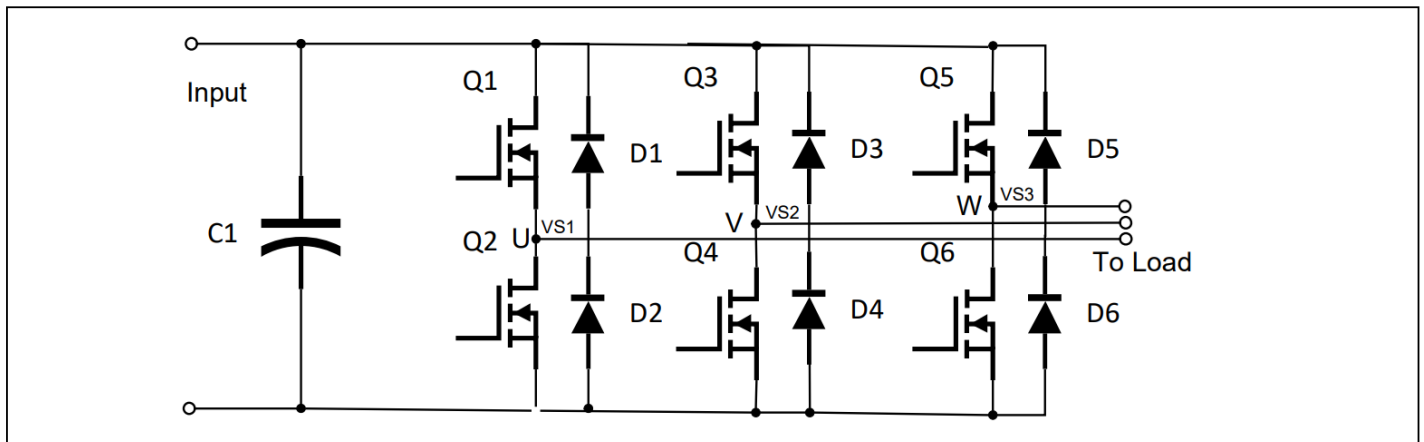 Q1
Q3
Q5
Input
D1
D3
D5
C1
Q2
U
VS1
V
VS2
W
VS3
Q4
Q6
To Load
D2
D4
D6